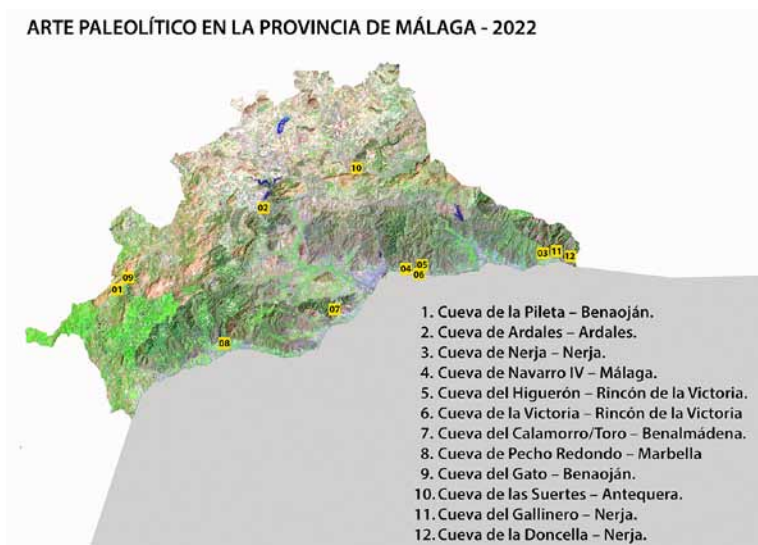 ARTE PALEOLÍTICO EN LA PROVINCIA DE MÁLAGA - 2022
10
02
09
01
03 11 12
04 05
06
07
08
1. Cueva de la Pileta – Benaoján.
2. Cueva de Ardales – Ardales.
3. Cueva de Nerja – Nerja.
4. Cueva de Navarro IV – Málaga.
5. Cueva del Higuerón – Rincón de la Victoria.
6. Cueva de la Victoria – Rincón de la Victoria
7. Cueva del Calamorro/Toro – Benalmádena.
8. Cueva de Pecho Redondo – Marbella
9. Cueva del Gato – Benaoján.
10. Cueva de las Suertes – Antequera.
11. Cueva del Gallinero – Nerja.
12. Cueva de la Doncella – Nerja.